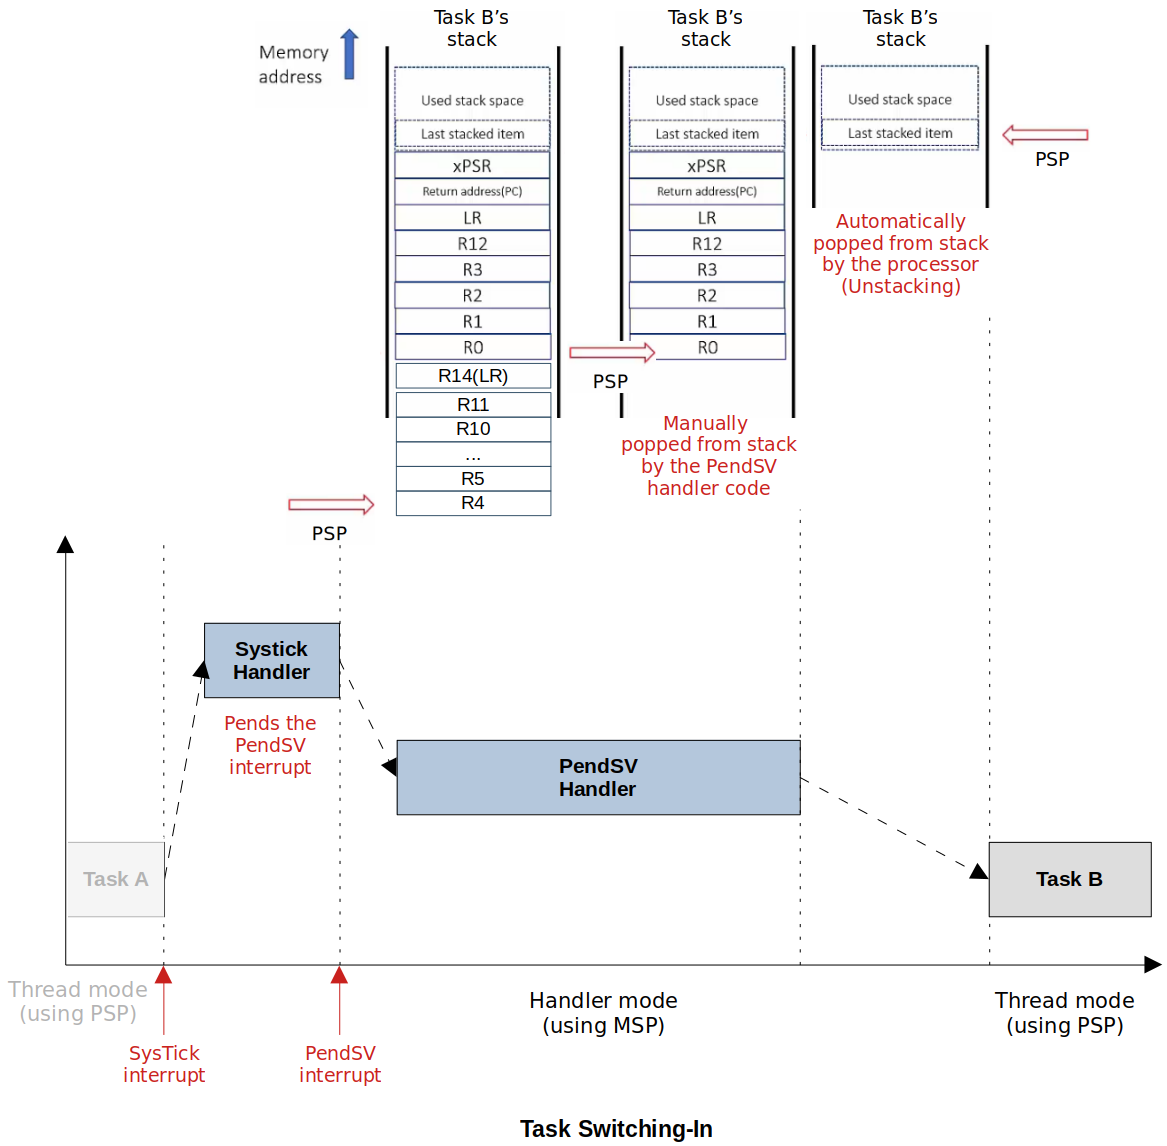 Task B’s
stack
Task B’s
stack
Task B’s
stack
Memory
address
Used stack space
Last stacked item
xPSR
Return address(PC)
LR
R12
R3
R2
R1
R0
R14(LR)
R11
R10
...
R5
R4
PSP
Used stack space
Last stacked item
xPSR
Return address(PC)
LR
R12
R3
R2
R1
R0
PSP
Manually
popped from stack
by the PendSV
handler code
Used stack space
Last stacked item
PSP
Automatically
popped from stack
by the processor
(Unstacking)
Systick
Handler
Pends the
PendSV
interrupt
PendSV
Handler
Task A
Task B
Thread mode
(using PSP)
Handler mode
(using MSP)
Thread mode
(using PSP)
SysTick
interrupt
PendSV
interrupt
Task Switching-In